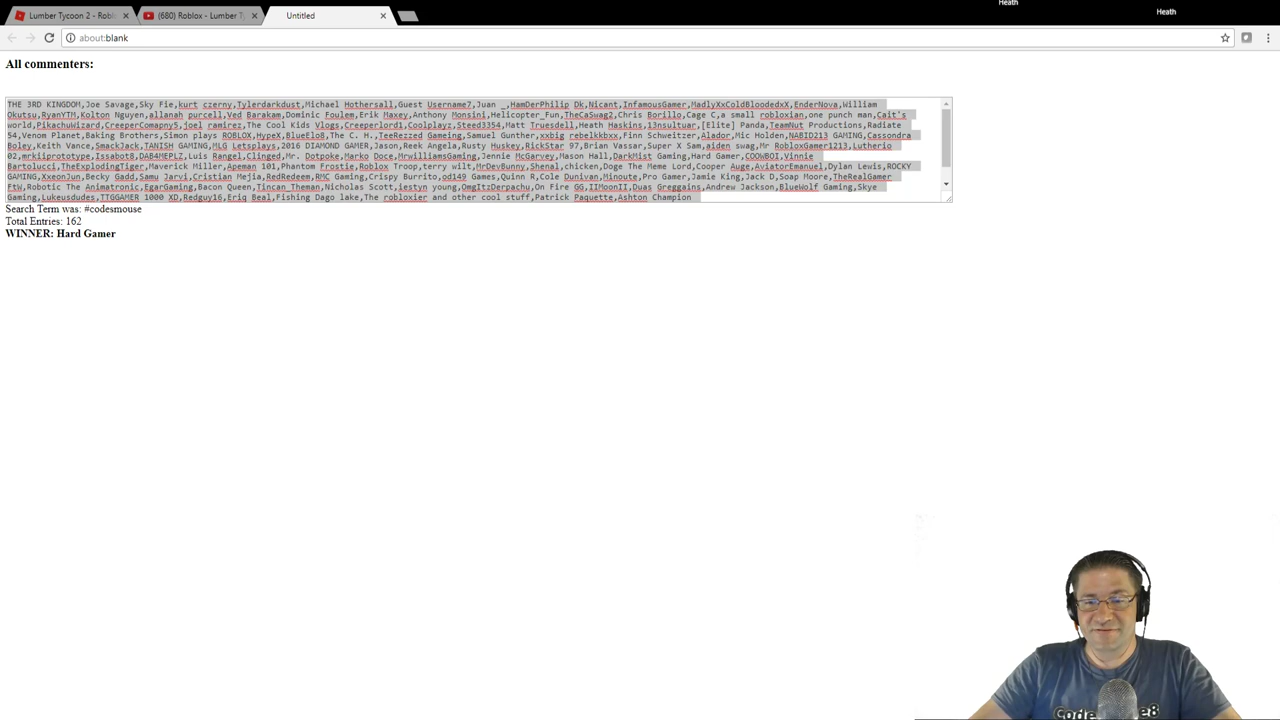 Heath
Heath
Lumber Tycoon 2 - Robl
(680) Roblox - Lumber Ty
Untitled
about:blank
All commenters:
THE 3RD KINGDOM,Joe Savage,Sky Fie,kurt czerny,Tylerdarkdust,Michael Hothersall,Guest Username7,Juan _,HamDerPhilip Dk,Nicant,InfamousGamer,MadlyXxColdBloodedxX,EnderNova,William
Okutsu,RyanYTM,Kolton Nguyen,allanah purcell,Ved Barakam,Dominic Foulem,Erik Maxey,Anthony Monsini,Helicopter_Fun,TheCaSwag2,Chris Borillo,Cage C,a small robloxian,one punch man,Cait's
world,PikachuWizard,CreeperComapny5,joel ramirez,The Cool Kids Vlogs,Creeperlord1,Coolplayz,Steed3354,Matt Truesdell,Heath Haskins,13nsultuar,[Elite] Panda,TeamNut Productions,Radiate
54,Venom Planet,Baking Brothers,Simon plays ROBLOX,HypeX,BlueElo8,The C. H.,TeeRezzed Gameing,Samuel Gunther,xxbig rebelkkbxx,Finn Schweitzer,Alador,Mic Holden,NABID213 GAMING,Cassondra
Boley,Keith Vance,SmackJack,TANISH GAMING,MLG Letsplays,2016 DIAMOND GAMER,Jason,Reek Angela,Rusty Huskey,RickStar 97,Brian Vassar,Super X Sam,aiden swag,Mr RobloxGamer1213,Lutherio
02,mrkiiprototype,Issabot8,DAB4MEPLZ,Luis Rangel,Clinged,Mr. Dotpoke,Marko Doce,MrwilliamsGaming,Jennie McGarvey,Mason Hall,DarkMist Gaming,Hard Gamer,COOWBOI,Vinnie
Bartolucci,TheExplodingTiger,Maverick Miller,Apeman 101,Phantom Frostie,Roblox Troop,terry wilt,MrDevBunny,Shenal,chicken,Doge The Meme Lord,Cooper Auge,AviatorEmanuel,Dylan Lewis,ROCKY
GAMING,XxeonJun,Becky Gadd,Samu Jarvi,Cristian Mejia,RedRedeem,RMC Gaming,Crispy Burrito,od149 Games,Quinn R,Cole Dunivan,Minoute,Pro Gamer,Jamie King,Jack D,Soap Moore,TheRealGamer
FtW,Robotic The Animatronic,EgarGaming,Bacon Queen,Tincan Theman,Nicholas Scott,iestyn young,OmgItzDerpachu,On Fire GG,IIMoonII,Duas Greggains,Andrew Jackson,BlueWolf Gaming,Skye
Gaming,Lukeusdudes,TTGGAMER 1000 XD,Redguy16,Eriq Beal,Fishing Dago lake,The robloxier and other cool stuff,Patrick Paquette,Ashton Champion
Search Term was: #codesmouse
Total Entries: 162
WINNER: Hard Gamer